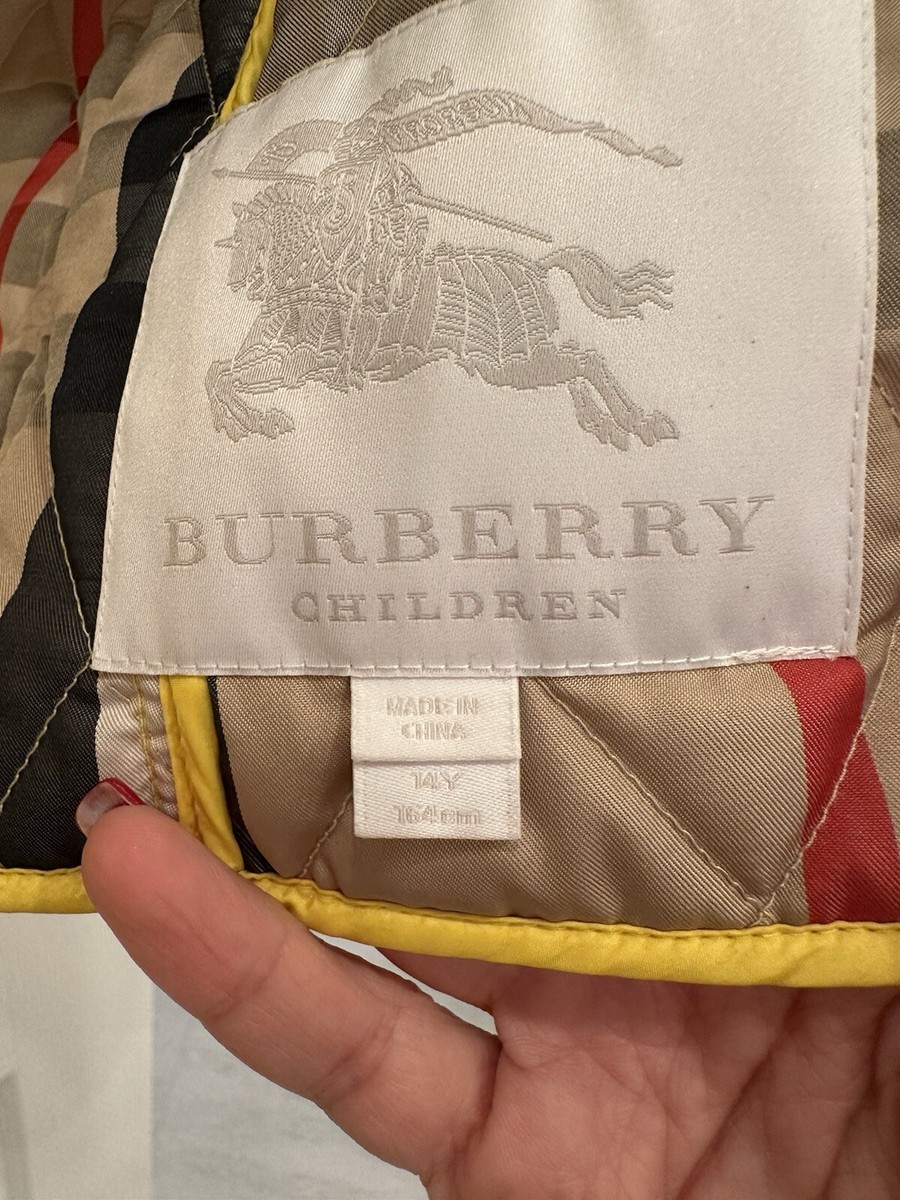 BURBERRY
CHILDREN
MADE IN
CHINA
14Y
164cm